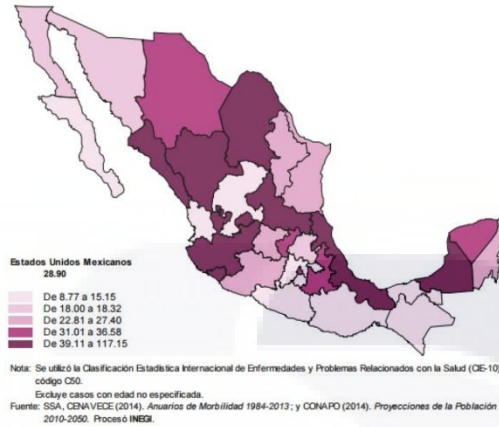 Estados Unidos Mexicanos
28.90
De 8.77 a 15.15
De 18.00 a 18.32
De 22.81 a 27.40
De 31.01 a 36.58
De 39.11 a 117.15
Nota: Se utilizó la Clasificación Estadística Internacional de Enfermedades y Problemas Relacionados con la Salud (CIE-10)
código C50.
Excluye casos con edad no especificada.
Fuente: SSA, CENAVECE (2014). Anuarios de Morbilidad 1984-2013; y CONAPO (2014). Proyecciones de la Población
2010-2050. Procesó INEGI.